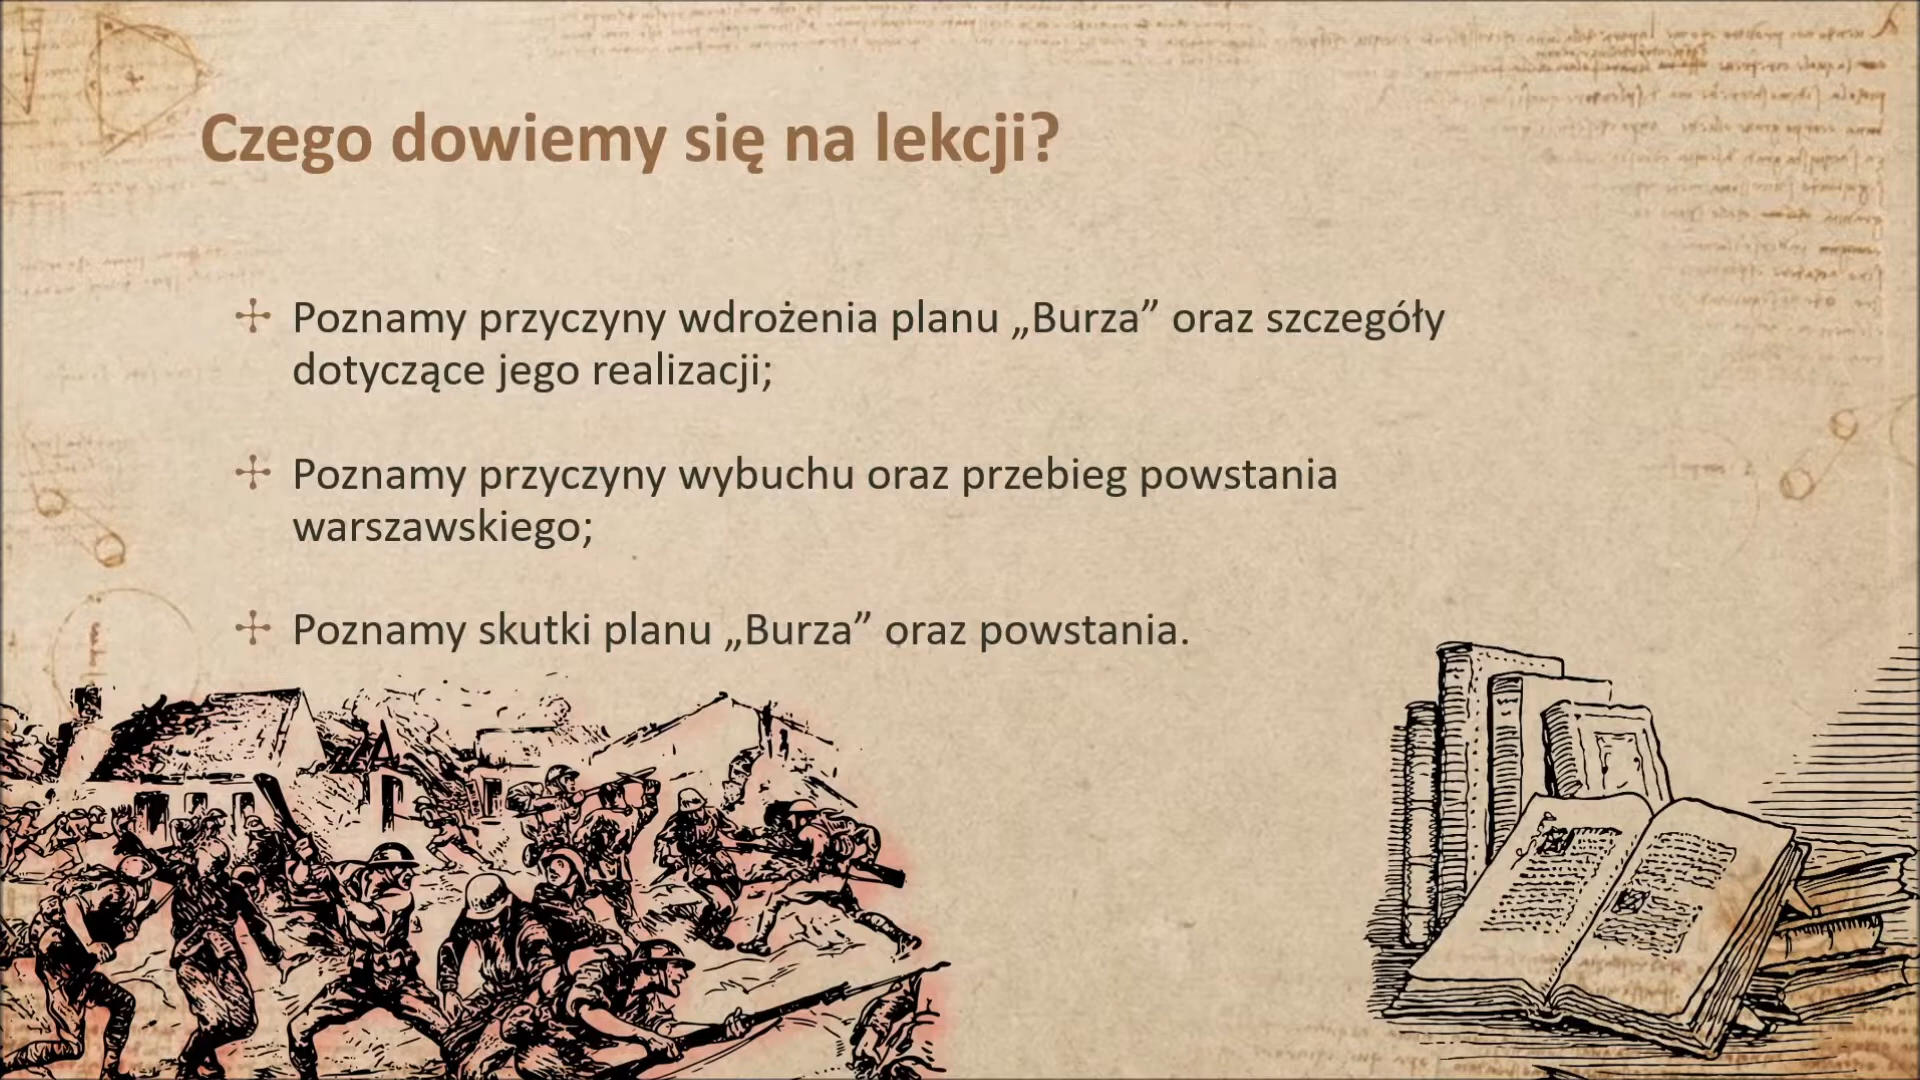 Czego dowiemy się na lekcji?
Poznamy przyczyny wdrożenia planu „Burza” oraz szczegóły
dotyczące jego realizacji;
Poznamy przyczyny wybuchu oraz przebieg powstania
warszawskiego;
Poznamy skutki planu „Burza” oraz powstania.